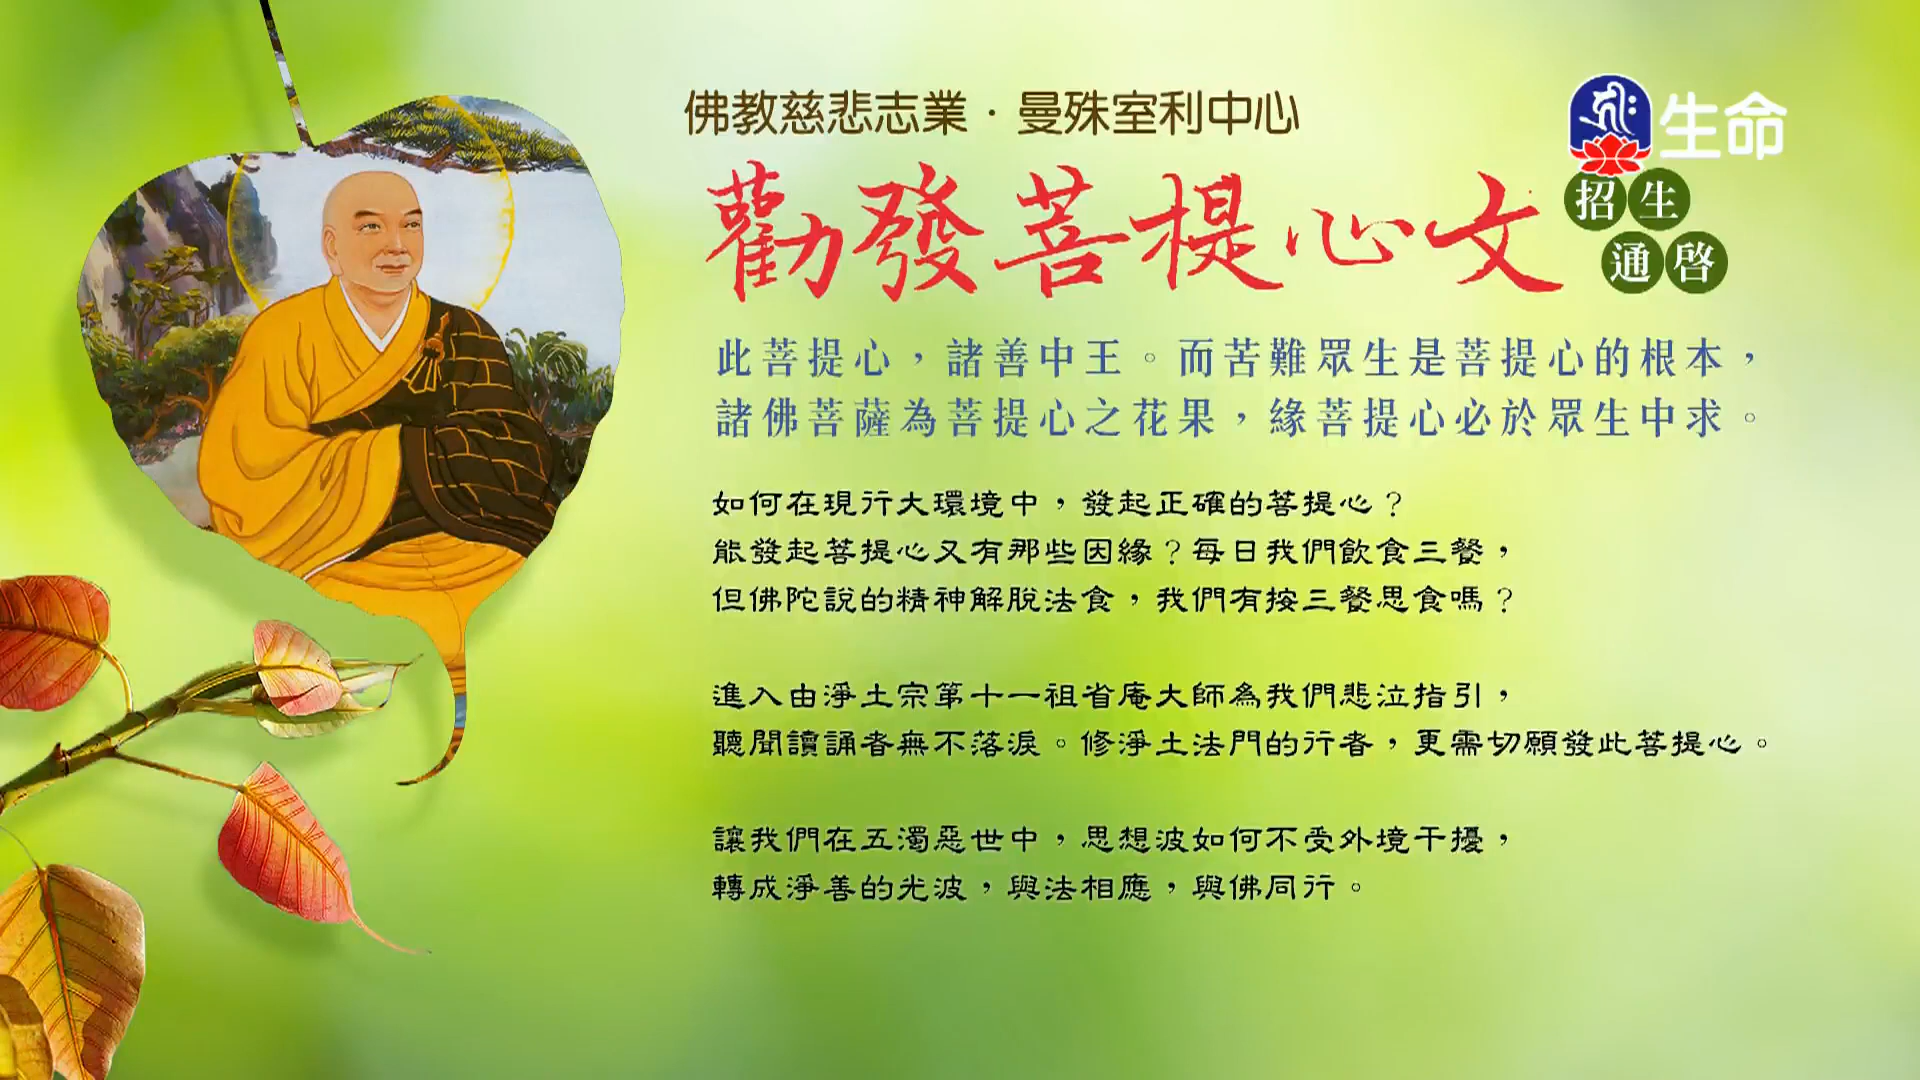 佛教慈悲志業．曼殊室利中心
生命
勸發菩提心文
招生
通啓
此菩提心，諸善中王。而苦難眾生是菩提心的根本，
諸佛菩薩為菩提心之花果，緣菩提心必於眾生中求。
如何在現行大環境中，發起正確的菩提心？
能發起菩提心又有那些因緣？每日我們飲食三餐，
但佛陀說的精神解脫法食，我們有按三餐思食嗎？
進入由淨土宗第十一祖省庵大師為我們悲泣指引，
聽聞讀誦者無不落淚。修淨土法門的行者，更需切願發此菩提心。
讓我們在五濁惡世中，思想波如何不受外境干擾，
轉成淨善的光波，與法相應，與佛同行。